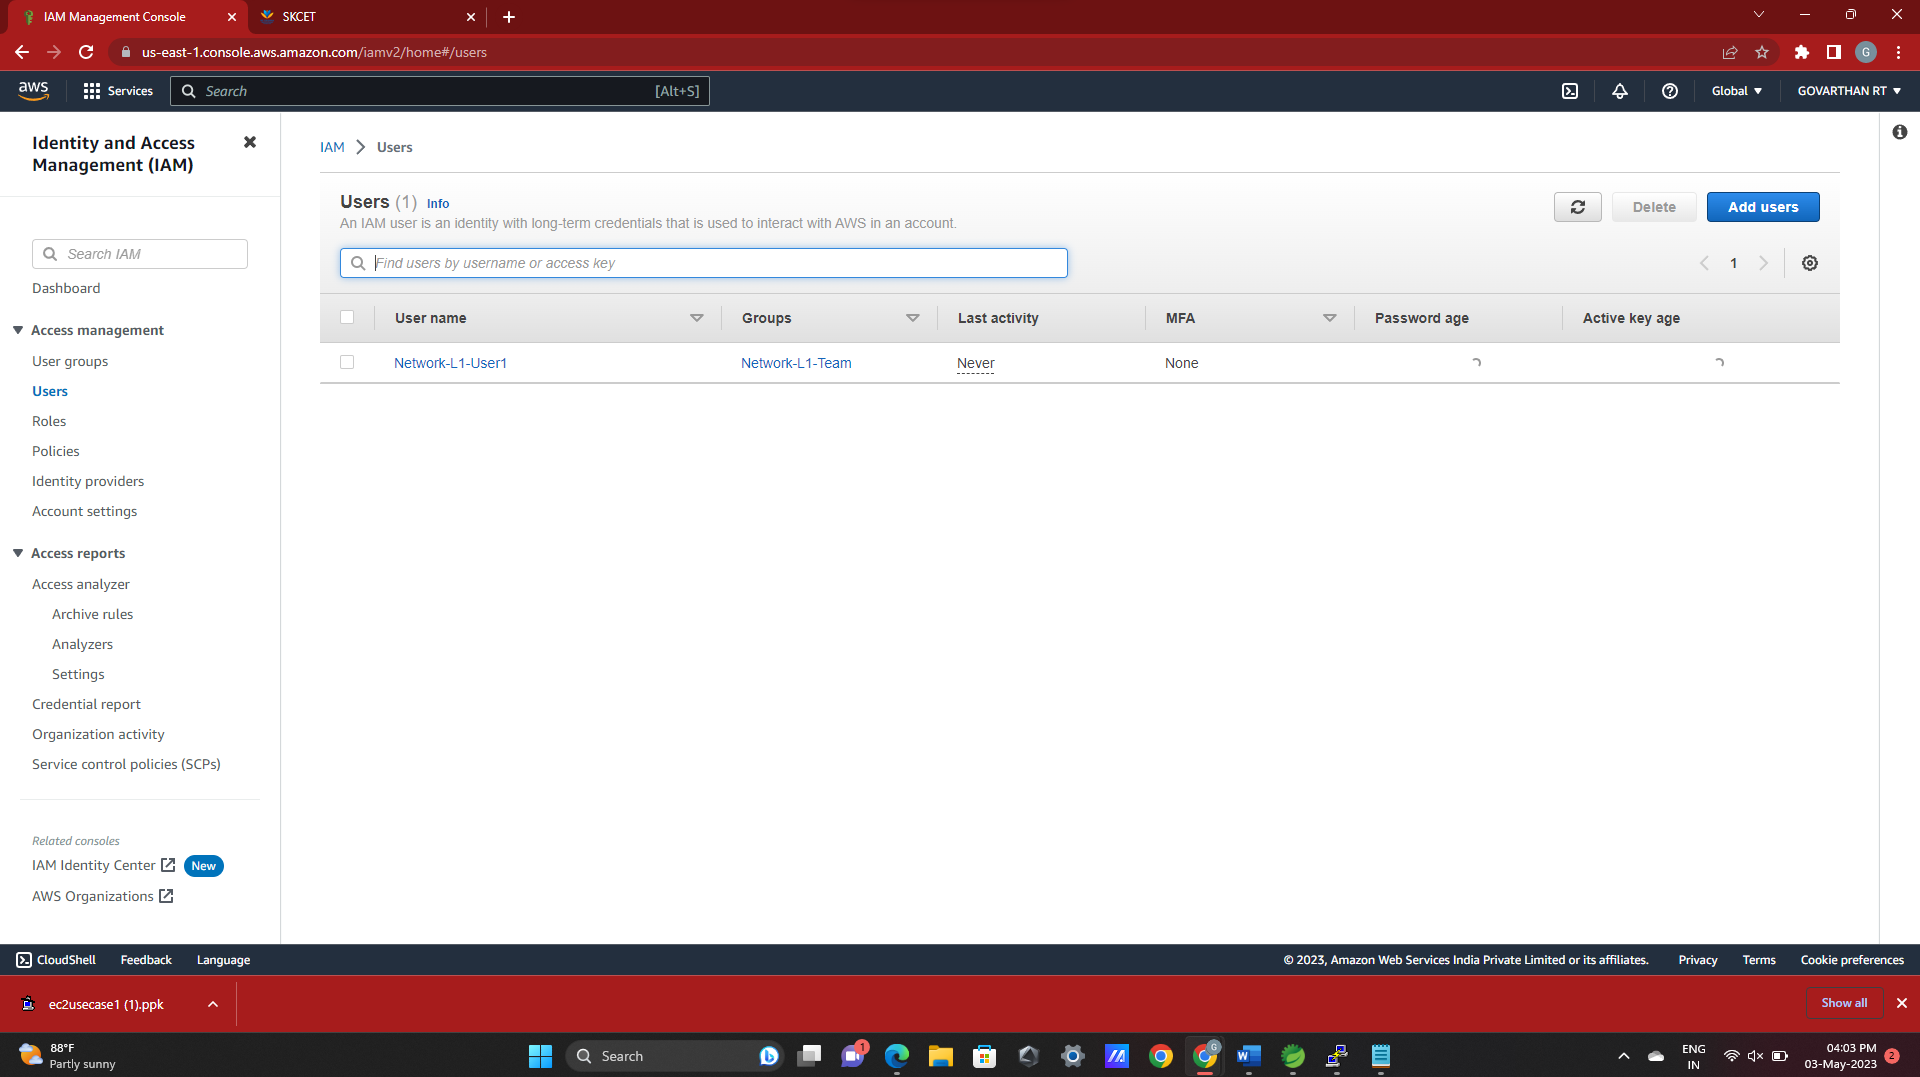 IAM Management Console
SKCET
us-east-1.console.aws.amazon.com/iamv2/home#/users
G
aws
Services
Search
[Alt+S]
Global
GOVARTHAN RT
Identity and Access
Management (IAM)
Search IAM
Dashboard
Access management
User groups
Users
Roles
Policies
Identity providers
Account settings
Access reports
Access analyzer
Archive rules
Analyzers
Settings
Credential report
Organization activity
Service control policies (SCPs)
Related consoles
IAM Identity Center New
AWS Organizations
IAM > Users
Users (1) Info
An IAM user is an identity with long-term credentials that is used to interact with AWS in an account.
Delete
Add users
Find users by username or access key
1
User name Groups Last activity MFA Password age Active key age
Network-L1-User1 Network-L1-Team Never None
CloudShell Feedback Language
© 2023, Amazon Web Services India Private Limited or its affiliates. Privacy Terms Cookie preferences
ec2usecase1 (1).ppk
Show all
88°F
Partly sunny
Search
1
G
ENG
IN
04:03 PM
03-May-2023
2